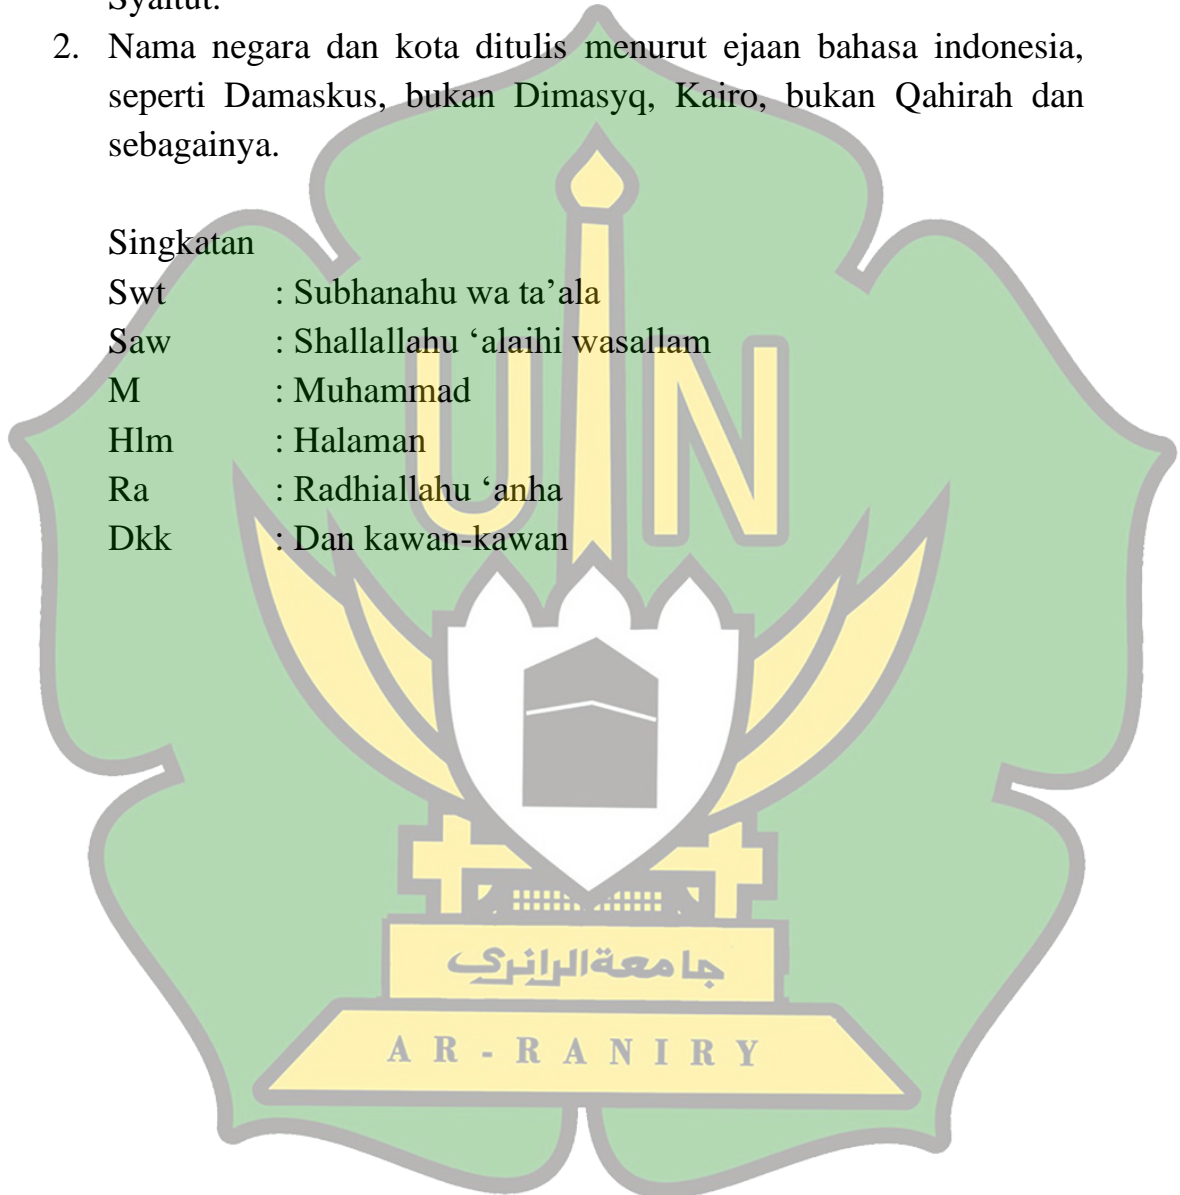 Syaltut.
2. Nama negara dan kota ditulis menurut ejaan bahasa indonesia,
seperti Damaskus, bukan Dimasyq, Kairo, bukan Qahirah dan
sebagainya.
Singkatan
Swt : Subhanahu wa ta’ala
Saw : Shallallahu ‘alaihi wasallam
M : Muhammad
Hlm : Halaman
Ra : Radhiallahu ‘anha
Dkk : Dan kawan-kawan
UIN
جامعة الرانري
AR-RANIRY